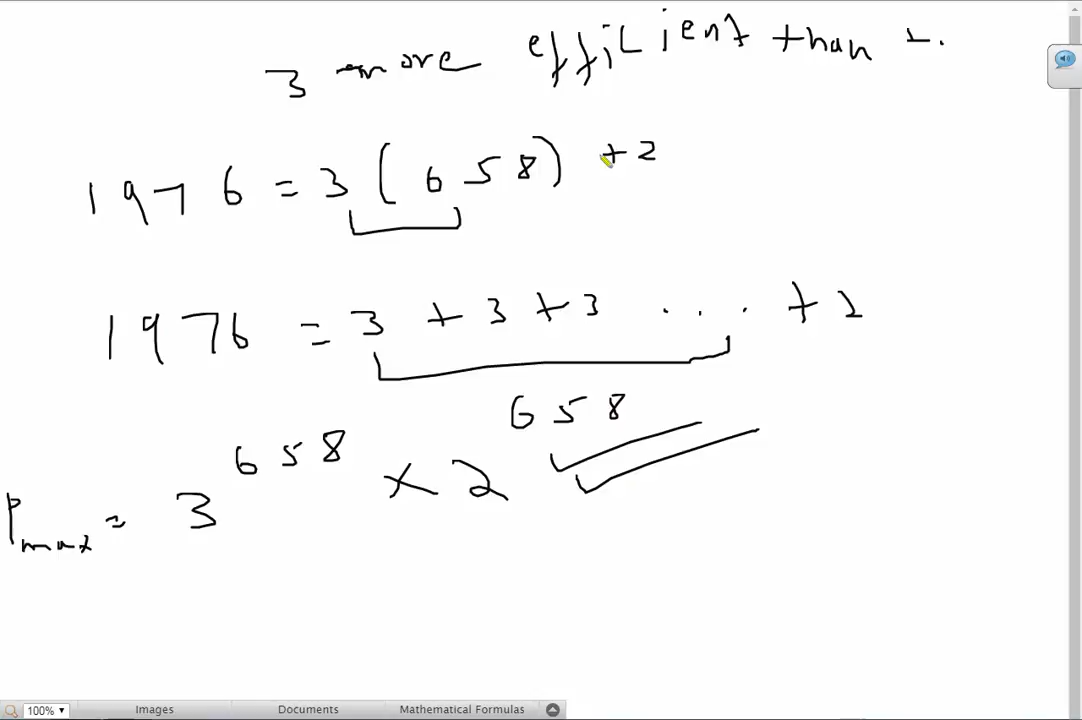 3 more efficient than 2.
1976 = 3 ( 658 ) + 2
1976 = 3 + 3 + 3 . . . . + 2
658
Pmax = 3^658 × 2
100%
Images
Documents
Mathematical Formulas